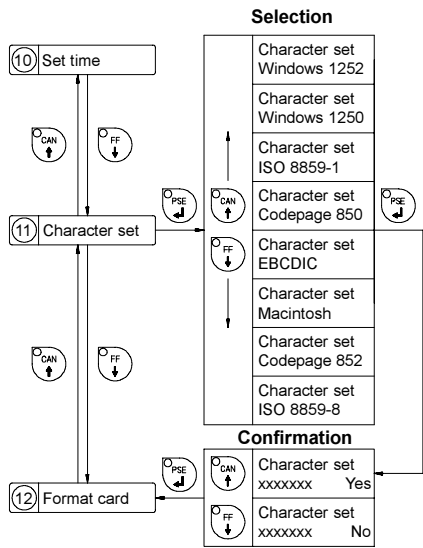 Selection
10 Set time
CAN
FF
11 Character set
PSE
CAN
FF
Character set
Windows 1252
Character set
Windows 1250
Character set
ISO 8859-1
Character set
Codepage 850
Character set
EBCDIC
Character set
Macintosh
Character set
Codepage 852
Character set
ISO 8859-8
PSE
CAN
FF
Confirmation
12 Format card
PSE
CAN
Character set
xxxxxxx Yes
FF
Character set
xxxxxxx No